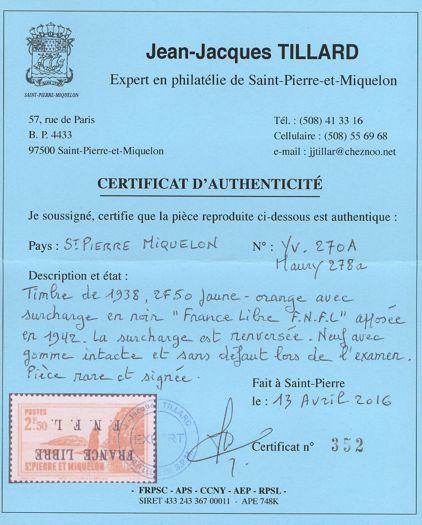 Jean-Jacques TILLARD
Expert en philatélie de Saint-Pierre-et-Miquelon
SAINT-PIERRE-MIQUELON
57, rue de Paris
B. P. 4433
97500 Saint-Pierre-et-Miquelon
Tél. : (508) 41 33 16
Cellulaire : (508) 55 69 68
e-mail : jjtillar@cheznoo.net
CERTIFICAT D'AUTHENTICITÉ
Je soussigné, certifie que la pièce reproduite ci-dessous est authentique :
Pays : St PIERRE MIQUELON N° : Yv. 270A
Maury 278a
Description et état :
Timbre de 1938, 2F50 jaune-orange avec
surcharge en noir "France Libre F.N.F.L" apposée
en 1942. La surcharge est renversée. Neuf avec
gomme intacte et sans défaut lors de l'examen.
Pièce rare et signée.
Fait à Saint-Pierre
le : 13 Avril 2016
Certificat n° 352
POSTES
2F50
F. N. F. L.
FRANCE LIBRE
ST PIERRE ET MIQUELON
Jacques TILLARD
EXPERT
- FRPSC - APS - CCNY - AEP - RPSL -
SIRET 433 243 367 00011 - APE 748K